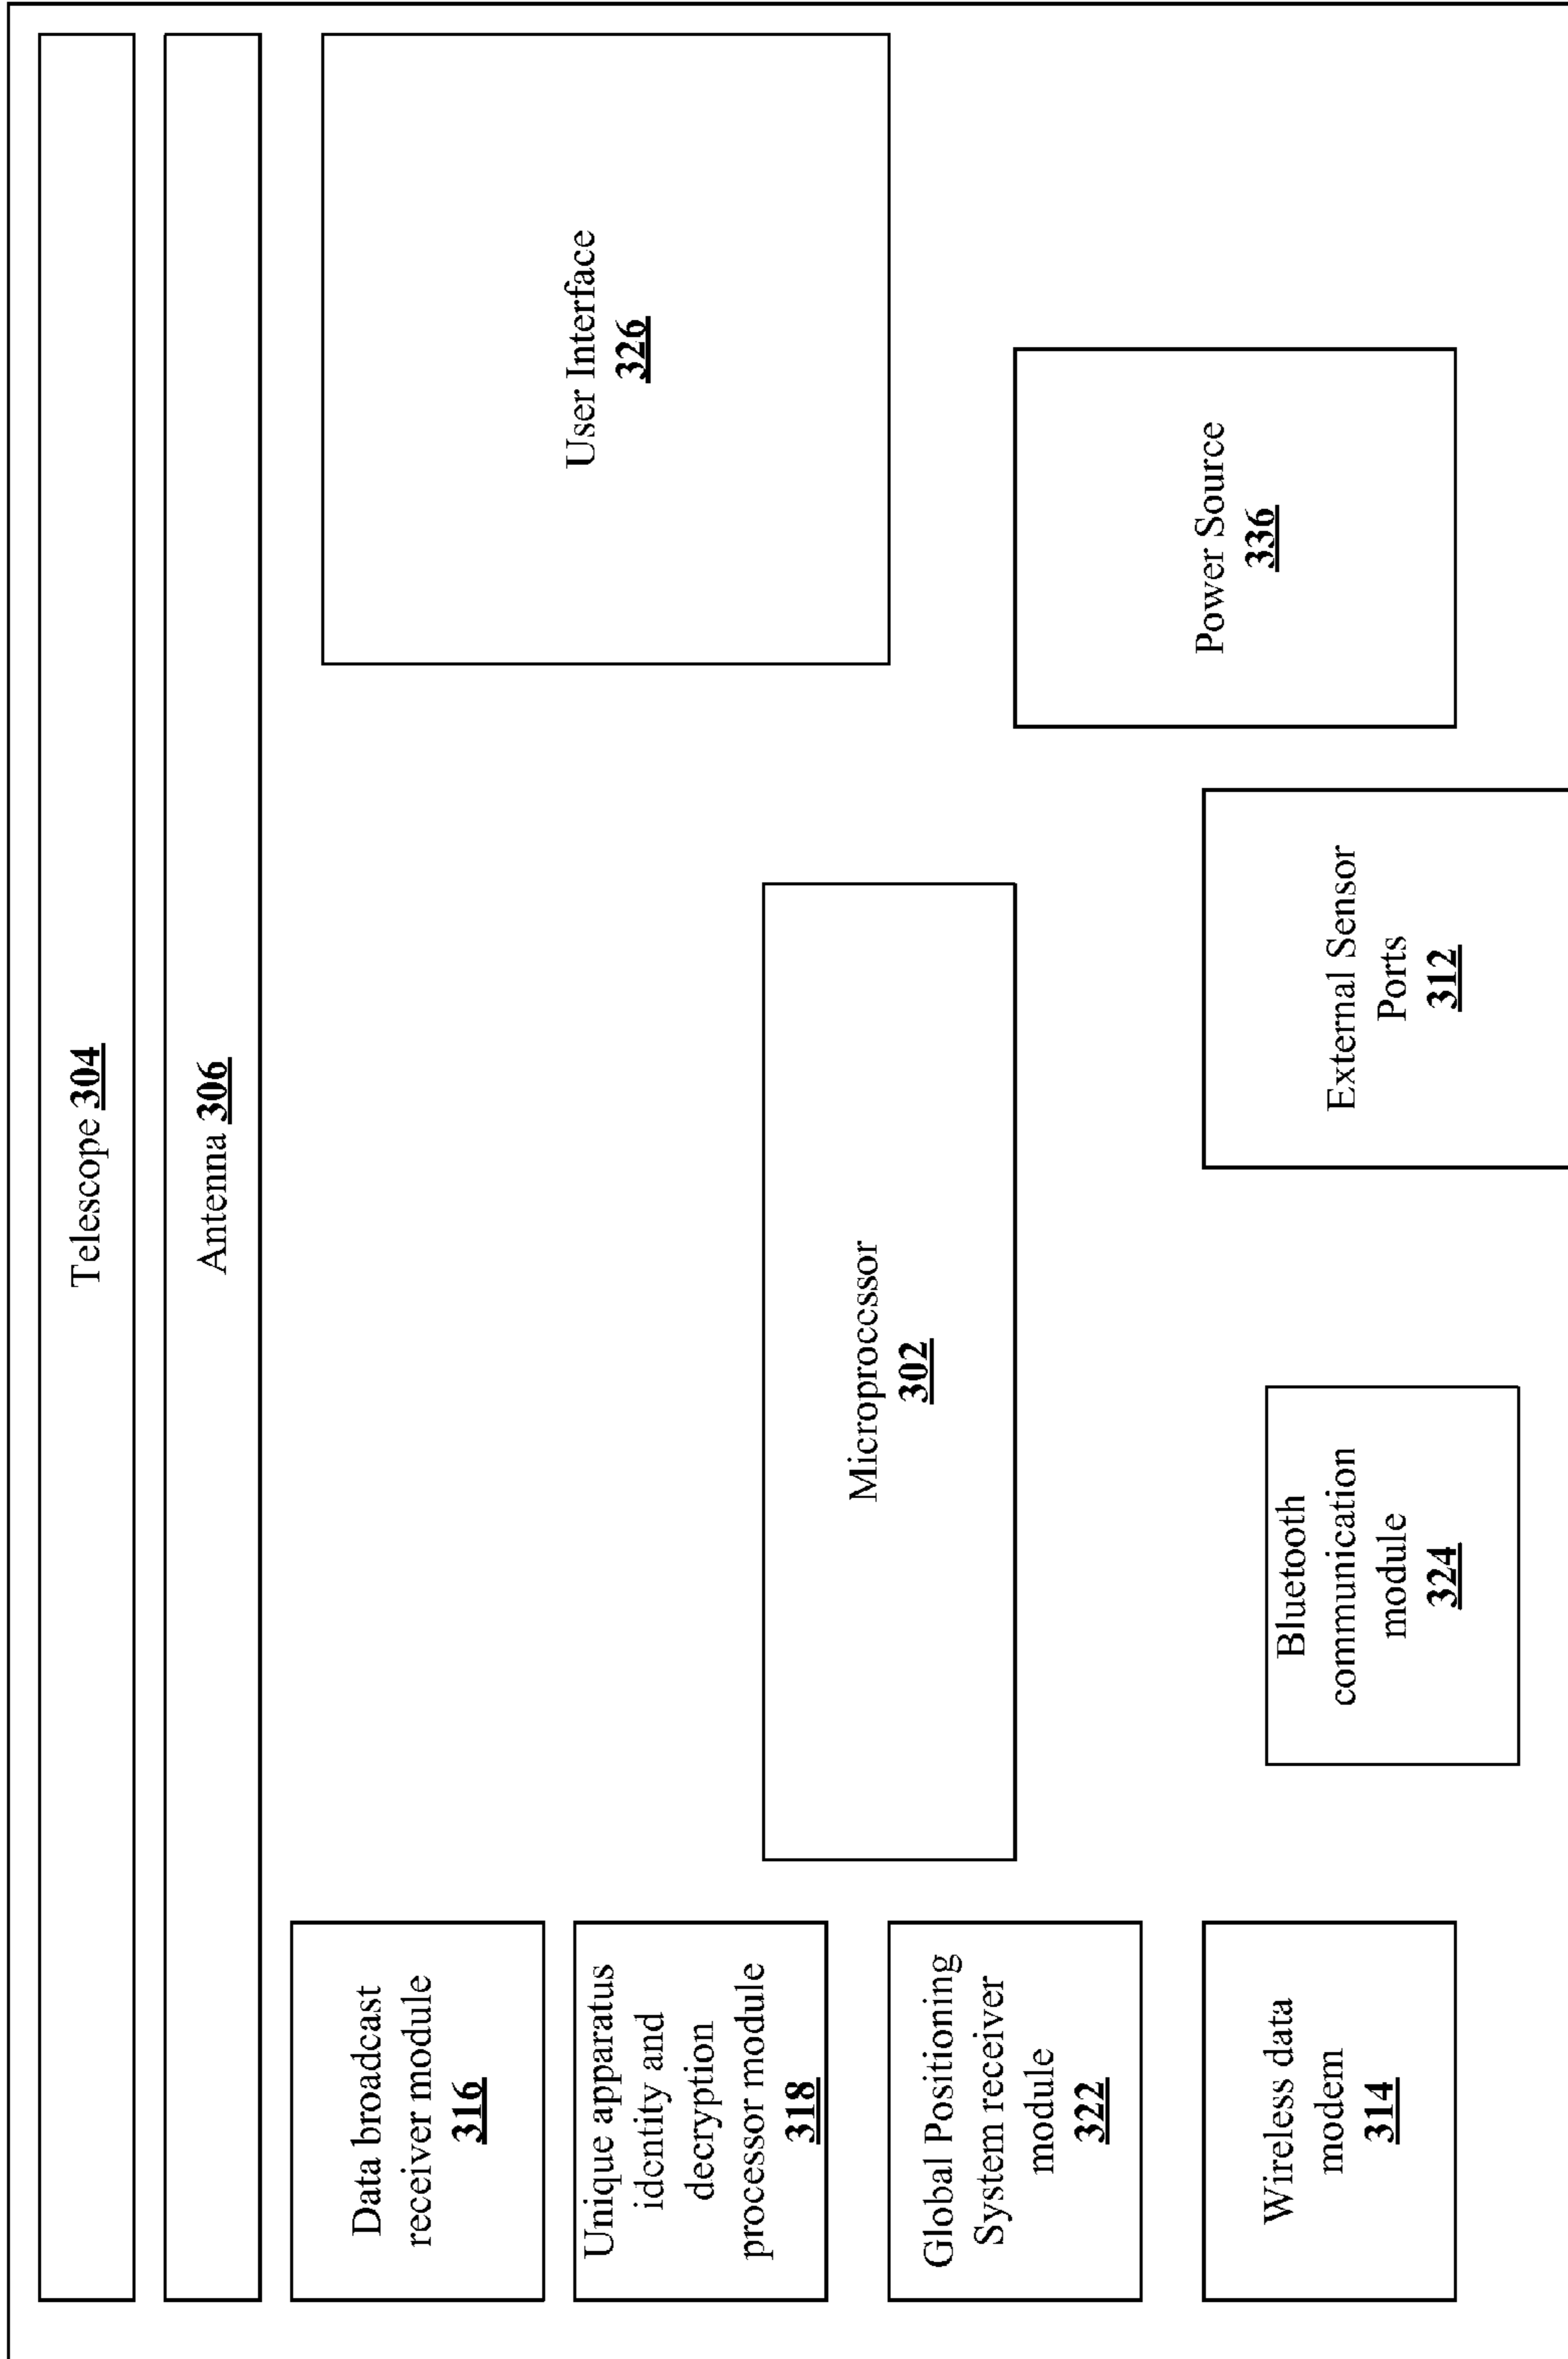 Telescope 304
Antenna 306
Data broadcast
receiver module
316
User Interface
326
Unique apparatus
identity and
decryption
processor module
318
Microprocessor
302
Global Positioning
System receiver
module
322
Power Source
336
Wireless data
modem
314
Bluetooth
communication
module
324
External Sensor
Ports
312